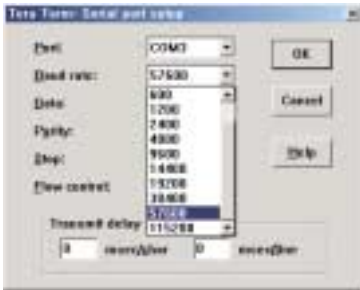 Tera Term: Serial port setup
Port:
COM3
OK
Baud rate:
57600
Data:
600
1200
2400
4800
9600
14400
19200
38400
57600
115200
Cancel
Parity:
Stop:
Help
Flow control:
Transmit delay
0
msec/char
0
msec/line